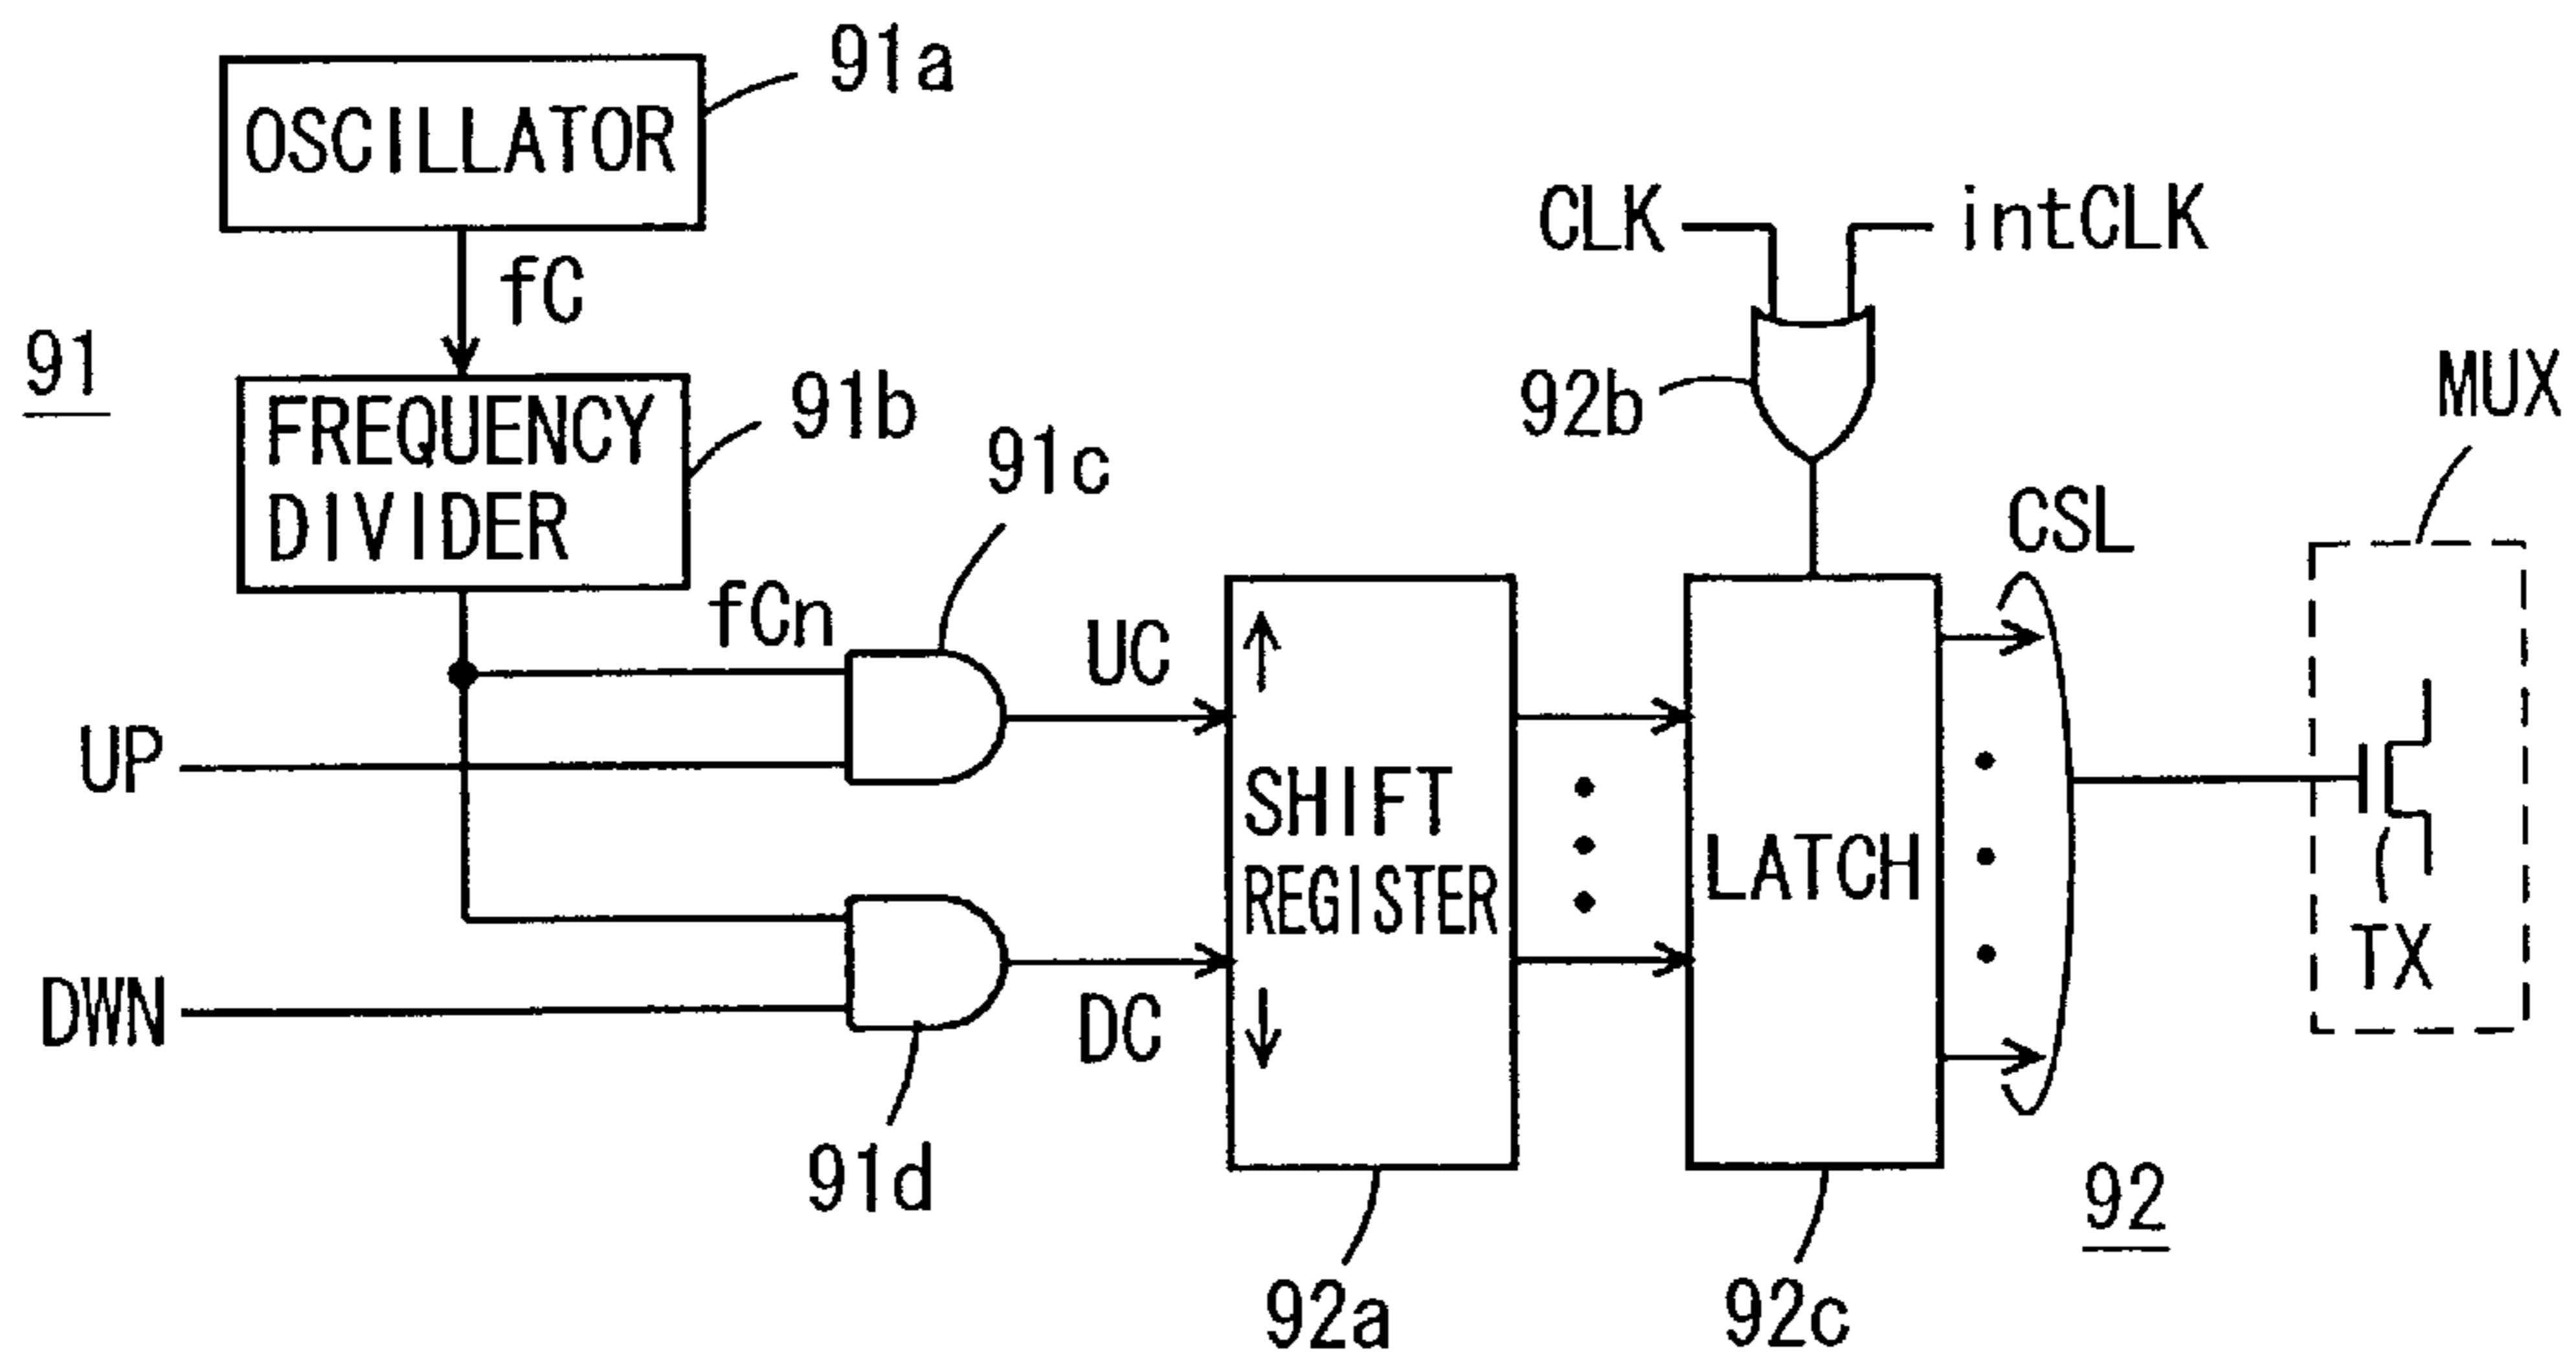 91a
OSCILLATOR
CLK
intCLK
fC
91
MUX
FREQUENCY
DIVIDER
91b
92b
91c
CSL
fCn
UC
UP
SHIFT
REGISTER
LATCH
TX
DWN
DC
91d
92
92a
92c